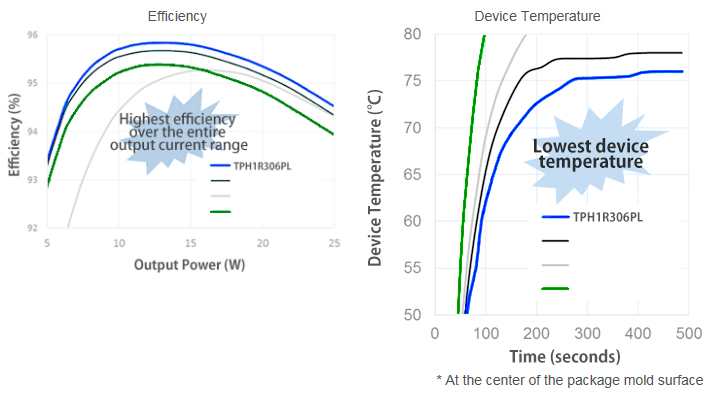 Efficiency
96
95
94
93
92
5
10
15
20
25
Efficiency (%)
Output Power (W)
Highest efficiency
over the entire
output current range
TPH1R306PL
Device Temperature
80
75
70
65
60
55
50
0
100
200
300
400
500
Device Temperature (℃)
Time (seconds)
Lowest device
temperature
TPH1R306PL
* At the center of the package mold surface